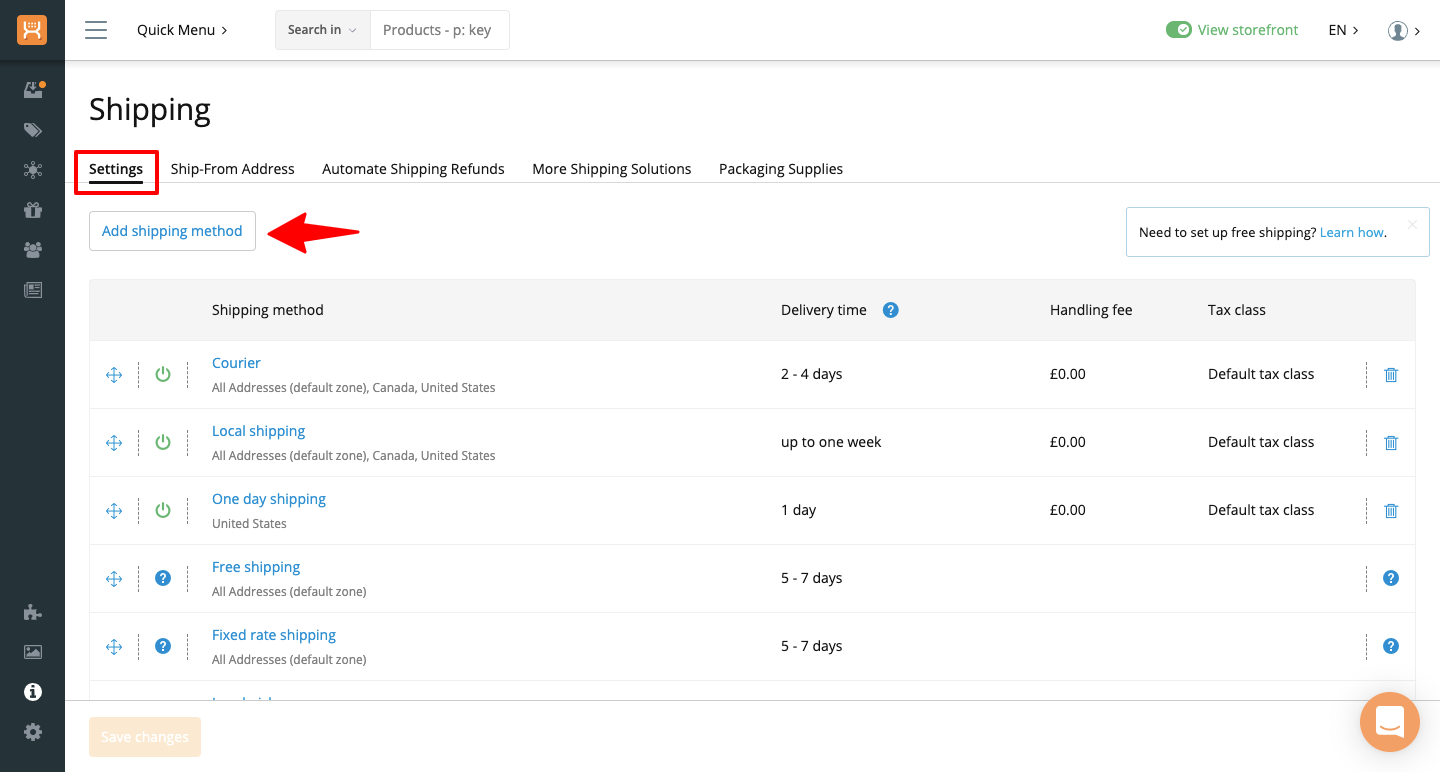 Quick Menu
Search in
Products - p: key
View storefront
EN
Shipping
Settings
Ship-From Address
Automate Shipping Refunds
More Shipping Solutions
Packaging Supplies
Add shipping method
Need to set up free shipping? Learn how.
Shipping method
Delivery time
?
Handling fee
Tax class
Courier
All Addresses (default zone), Canada, United States
2 - 4 days
£0.00
Default tax class
Local shipping
All Addresses (default zone), Canada, United States
up to one week
£0.00
Default tax class
One day shipping
United States
1 day
£0.00
Default tax class
?
Free shipping
All Addresses (default zone)
5 - 7 days
?
?
Fixed rate shipping
All Addresses (default zone)
5 - 7 days
?
Save changes